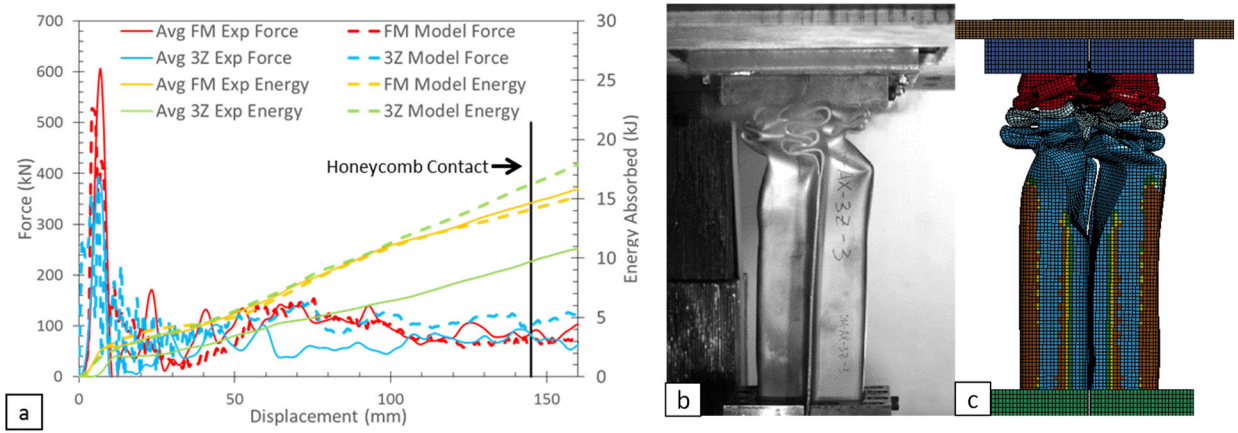 700
600
500
400
300
200
100
0
Force (kN)
30
25
20
15
10
5
0
Energy Absorbed (kJ)
0
50
100
150
Displacement (mm)
Avg FM Exp Force
FM Model Force
Avg 3Z Exp Force
3Z Model Force
Avg FM Exp Energy
FM Model Energy
Avg 3Z Exp Energy
3Z Model Energy
Honeycomb Contact
a
AX-3Z-3
b
c